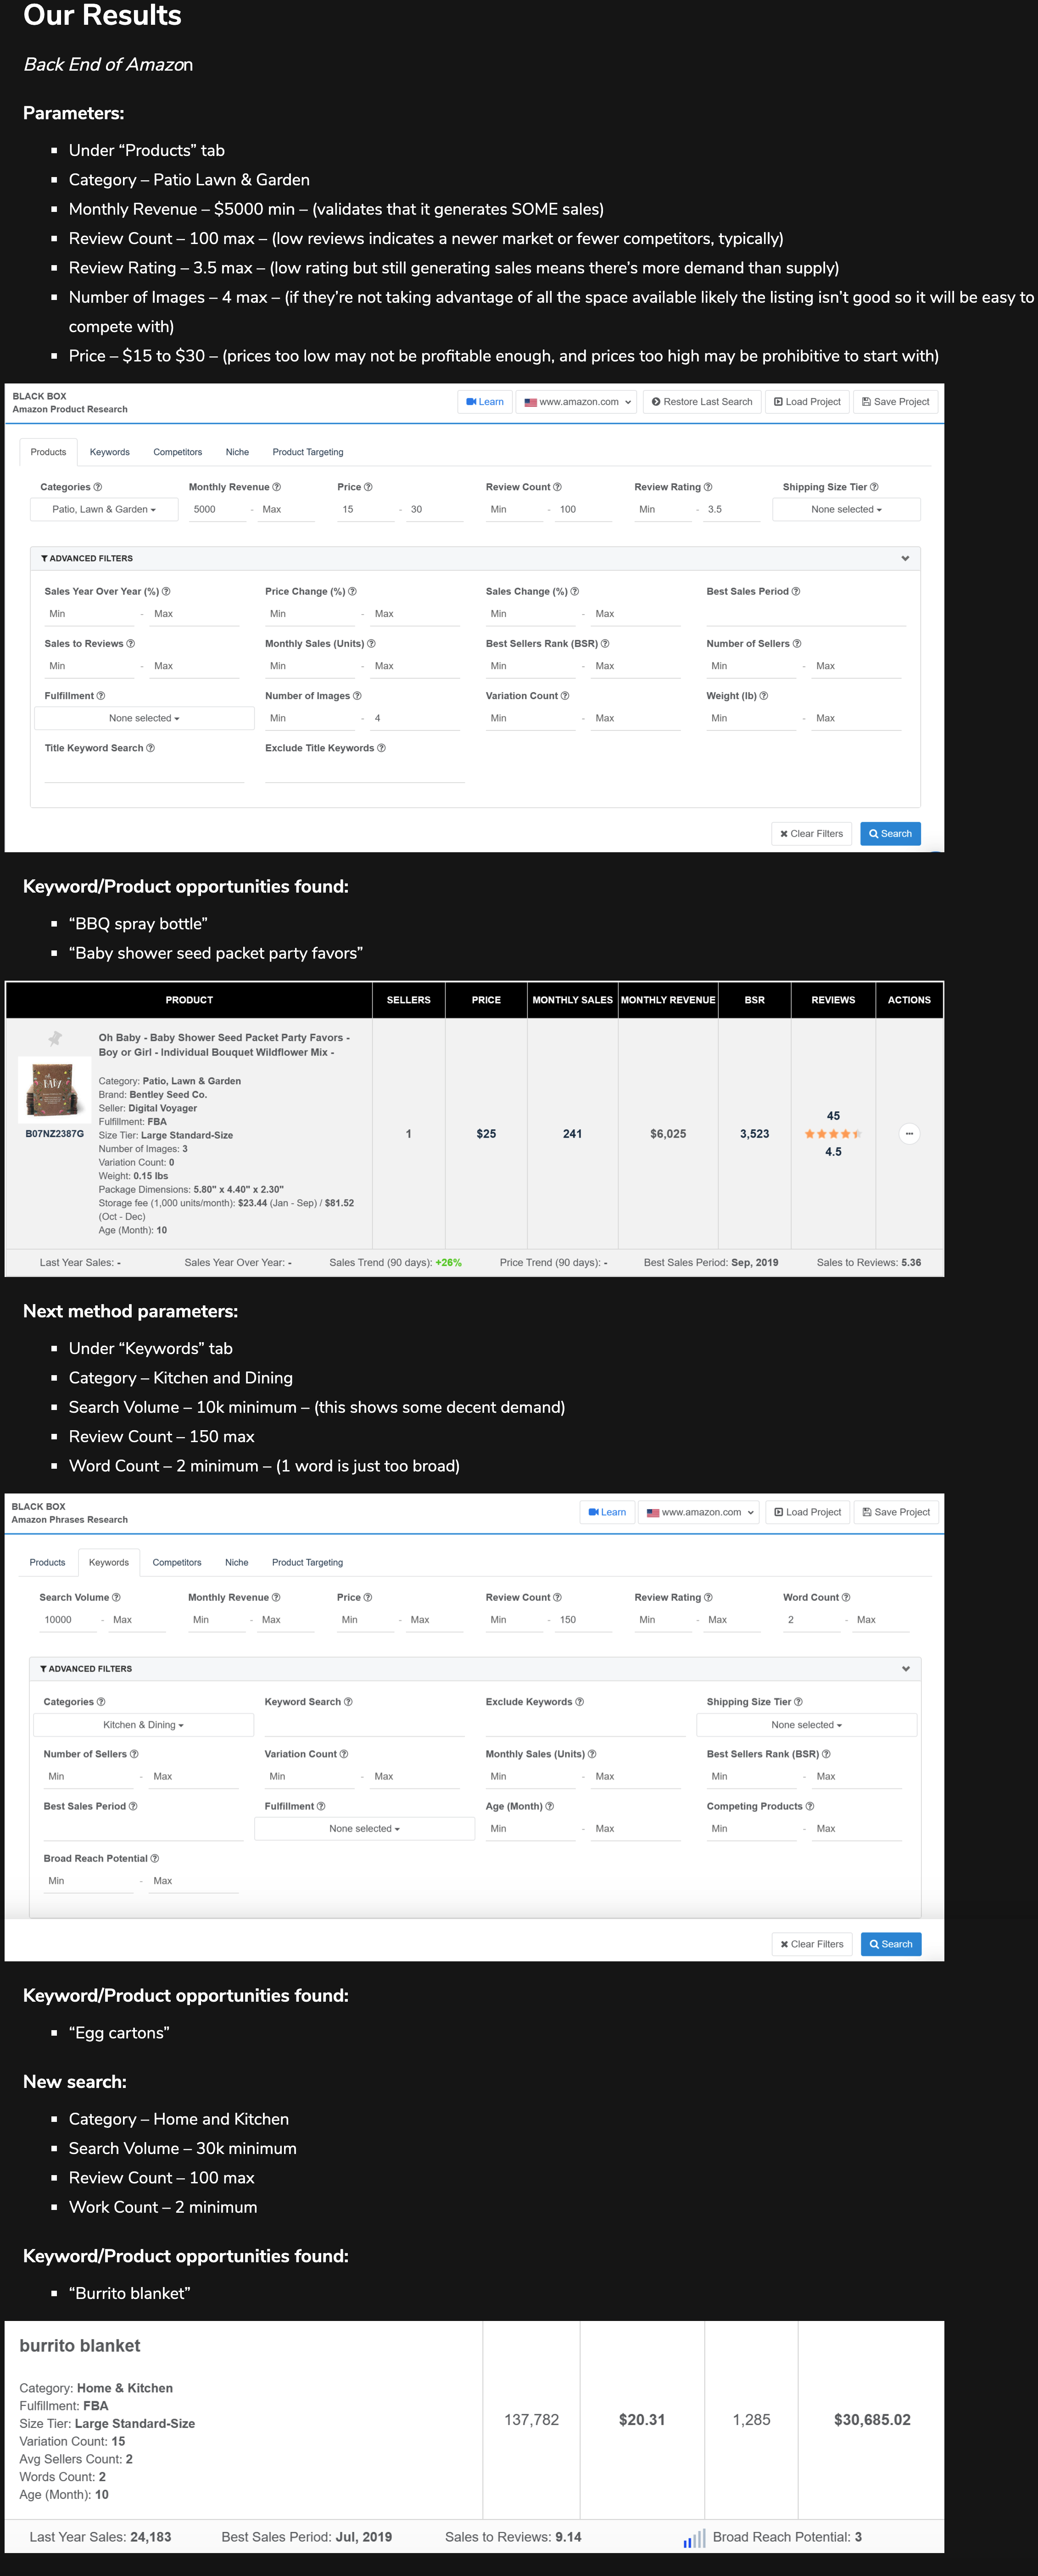 Our Results
Back End of Amazon
Parameters:
Under “Products” tab
Category – Patio Lawn & Garden
Monthly Revenue – $5000 min – (validates that it generates SOME sales)
Review Count – 100 max – (low reviews indicates a newer market or fewer competitors, typically)
Review Rating – 3.5 max – (low rating but still generating sales means there’s more demand than supply)
Number of Images – 4 max – (if they’re not taking advantage of all the space available likely the listing isn’t good so it will be easy to
compete with)
Price – $15 to $30 – (prices too low may not be profitable enough, and prices too high may be prohibitive to start with)
BLACK BOX
Amazon Product Research
Learn www.amazon.com Restore Last Search Load Project Save Project
Products Keywords Competitors Niche Product Targeting
Categories Monthly Revenue Price Review Count Review Rating Shipping Size Tier
Patio, Lawn & Garden 5000 - Max 15 - 30 Min - 100 Min - 3.5 None selected
ADVANCED FILTERS
Sales Year Over Year (%) Price Change (%) Sales Change (%) Best Sales Period
Min - Max Min - Max Min - Max
Sales to Reviews Monthly Sales (Units) Best Sellers Rank (BSR) Number of Sellers
Min - Max Min - Max Min - Max Min - Max
Fulfillment Number of Images Variation Count Weight (lb)
None selected Min - 4 Min - Max Min - Max
Title Keyword Search Exclude Title Keywords
Clear Filters Search
Keyword/Product opportunities found:
“BBQ spray bottle”
“Baby shower seed packet party favors”
PRODUCT SELLERS PRICE MONTHLY SALES MONTHLY REVENUE BSR REVIEWS ACTIONS
Oh Baby - Baby Shower Seed Packet Party Favors -
Boy or Girl - Individual Bouquet Wildflower Mix -
Category: Patio, Lawn & Garden
Brand: Bentley Seed Co.
Seller: Digital Voyager
Fulfillment: FBA
Size Tier: Large Standard-Size
Number of Images: 3
Variation Count: 0
Weight: 0.15 lbs
Package Dimensions: 5.80" x 4.40" x 2.30"
Storage fee (1,000 units/month): $23.44 (Jan - Sep) / $81.52
(Oct - Dec)
Age (Month): 10
BABY
B07NZ2387G
1 $25 241 $6,025 3,523
45
4.5
Last Year Sales: - Sales Year Over Year: - Sales Trend (90 days): +26% Price Trend (90 days): - Best Sales Period: Sep, 2019 Sales to Reviews: 5.36
Next method parameters:
Under “Keywords” tab
Category – Kitchen and Dining
Search Volume – 10k minimum – (this shows some decent demand)
Review Count – 150 max
Word Count – 2 minimum – (1 word is just too broad)
BLACK BOX
Amazon Phrases Research
Learn www.amazon.com Load Project Save Project
Products Keywords Competitors Niche Product Targeting
Search Volume Monthly Revenue Price Review Count Review Rating Word Count
10000 - Max Min - Max Min - Max Min - 150 Min - Max 2 - Max
ADVANCED FILTERS
Categories Keyword Search Exclude Keywords Shipping Size Tier
Kitchen & Dining None selected
Number of Sellers Variation Count Monthly Sales (Units) Best Sellers Rank (BSR)
Min - Max Min - Max Min - Max Min - Max
Best Sales Period Fulfillment Age (Month) Competing Products
None selected Min - Max Min - Max
Broad Reach Potential
Min - Max
Clear Filters Search
Keyword/Product opportunities found:
“Egg cartons”
New search:
Category – Home and Kitchen
Search Volume – 30k minimum
Review Count – 100 max
Work Count – 2 minimum
Keyword/Product opportunities found:
“Burrito blanket”
burrito blanket
Category: Home & Kitchen
Fulfillment: FBA
Size Tier: Large Standard-Size
Variation Count: 15
Avg Sellers Count: 2
Words Count: 2
Age (Month): 10
137,782 $20.31 1,285 $30,685.02
Last Year Sales: 24,183 Best Sales Period: Jul, 2019 Sales to Reviews: 9.14 Broad Reach Potential: 3